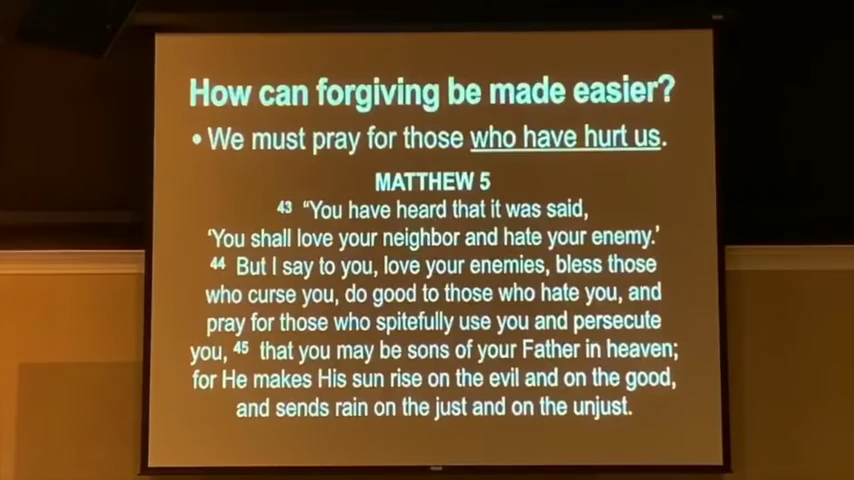 How can forgiving be made easier?
• We must pray for those who have hurt us.
MATTHEW 5
43 “You have heard that it was said,
‘You shall love your neighbor and hate your enemy.’
44 But I say to you, love your enemies, bless those
who curse you, do good to those who hate you, and
pray for those who spitefully use you and persecute
you, 45 that you may be sons of your Father in heaven;
for He makes His sun rise on the evil and on the good,
and sends rain on the just and on the unjust.